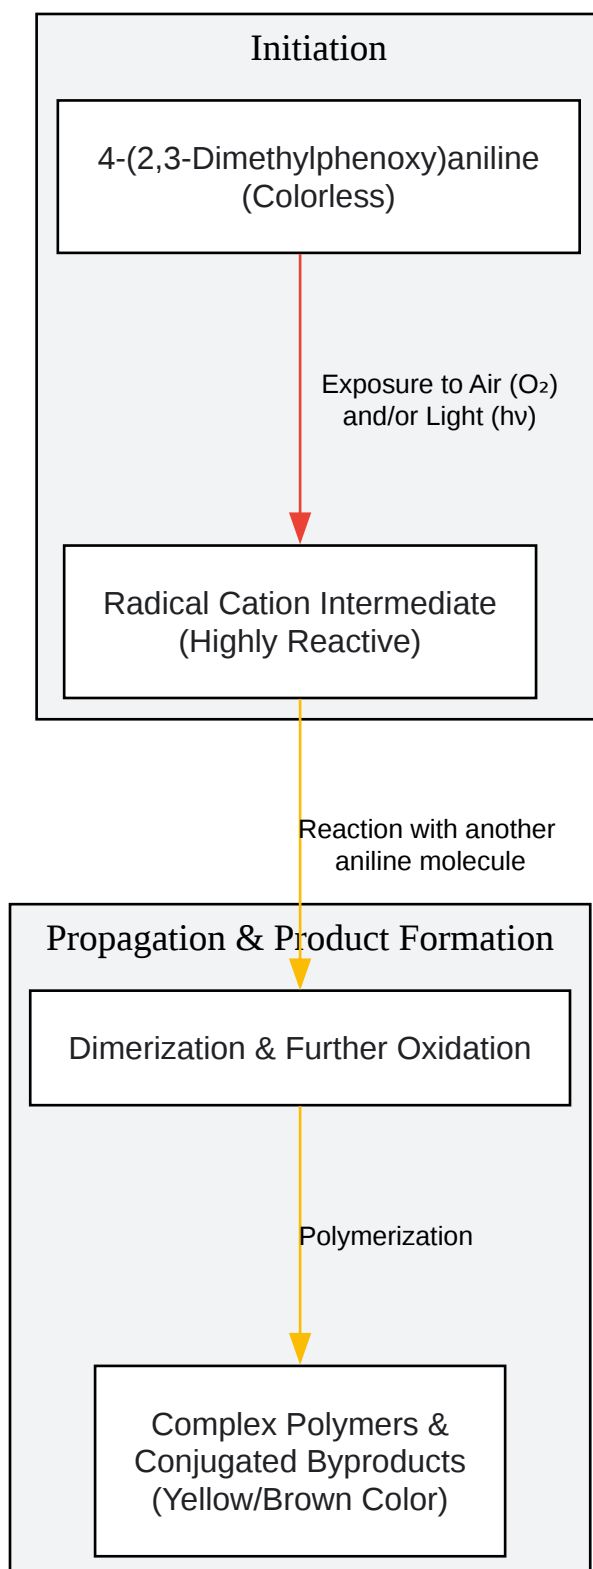 Initiation
4-(2,3-Dimethylphenoxy)aniline
(Colorless)
Exposure to Air (O₂)
and/or Light (hν)
Radical Cation Intermediate
(Highly Reactive)
Reaction with another
aniline molecule
Propagation & Product Formation
Dimerization & Further Oxidation
Polymerization
Complex Polymers &
Conjugated Byproducts
(Yellow/Brown Color)